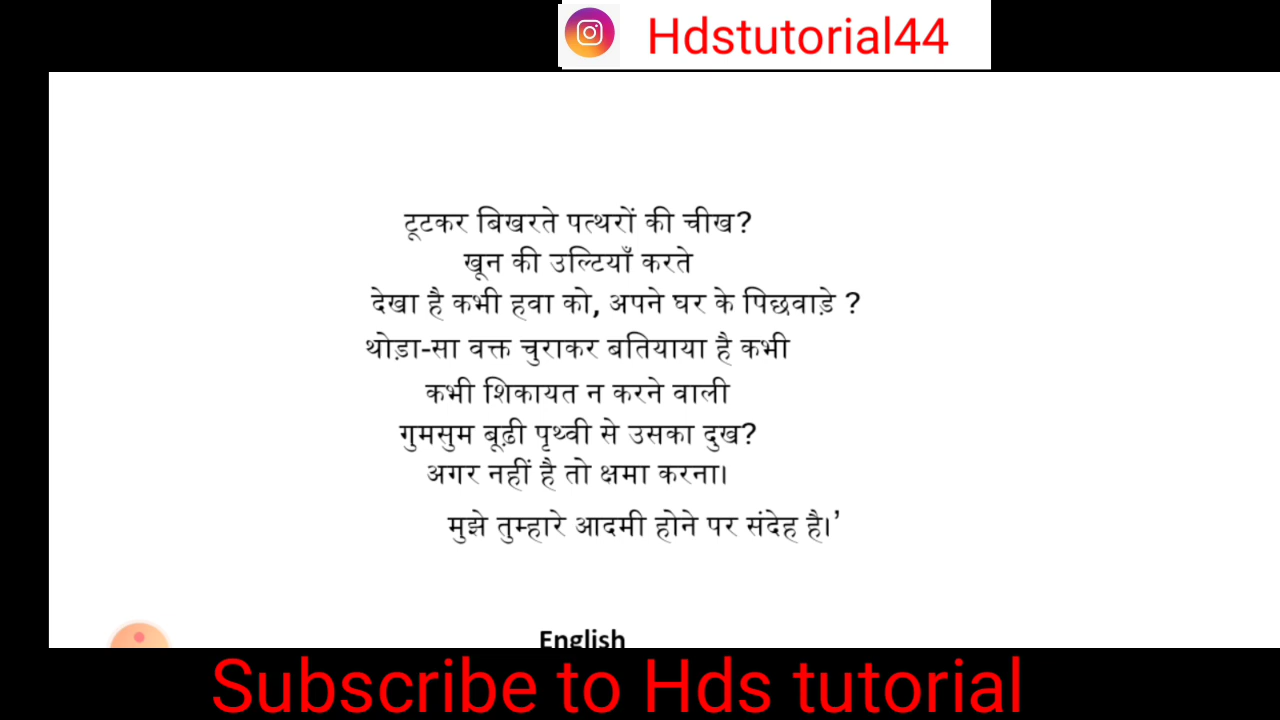 Hdstutorial44
टूटकर बिखरते पत्थरों की चीख?
खून की उल्टियाँ करते
देखा है कभी हवा को, अपने घर के पिछवाड़े ?
थोड़ा-सा वक्त चुराकर बतियाया है कभी
कभी शिकायत न करने वाली
गुमसुम बूढ़ी पृथ्वी से उसका दुख?
अगर नहीं है तो क्षमा करना।
मुझे तुम्हारे आदमी होने पर संदेह है।’
English
Subscribe to Hds tutorial